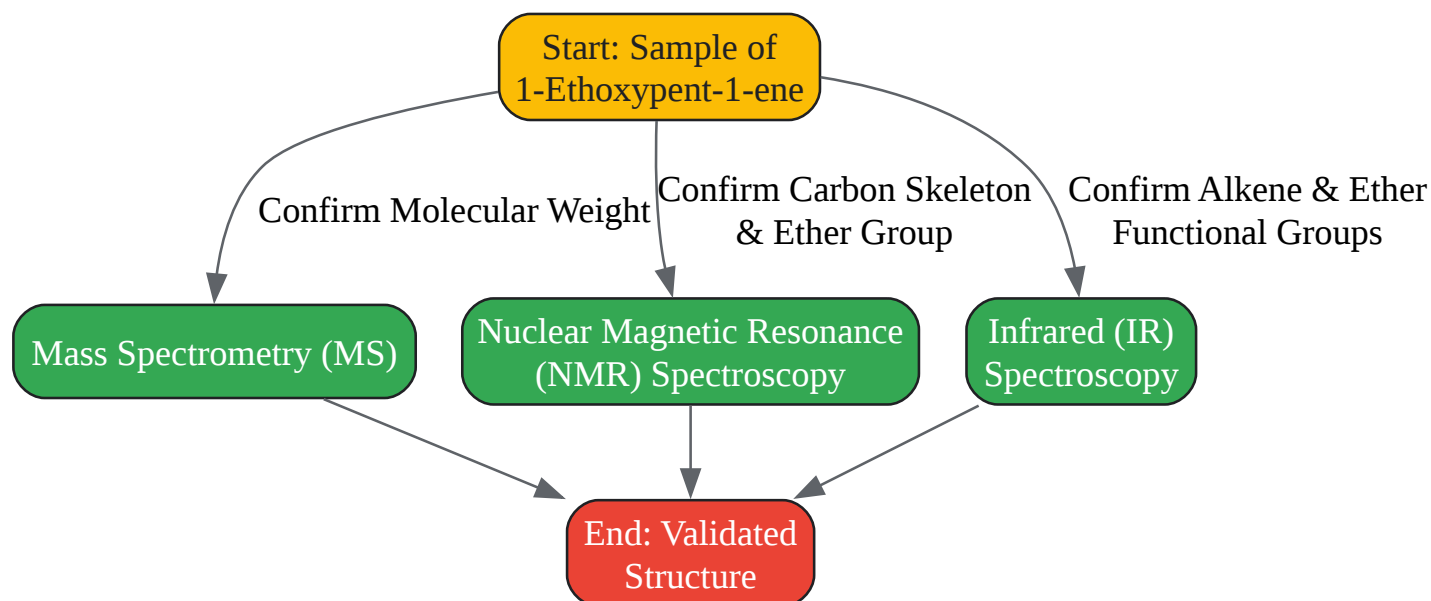 Start: Sample of
1-Ethoxypent-1-ene
Confirm Molecular Weight
Confirm Carbon Skeleton
& Ether Group
Confirm Alkene & Ether
Functional Groups
Mass Spectrometry (MS)
Nuclear Magnetic Resonance
(NMR) Spectroscopy
Infrared (IR)
Spectroscopy
End: Validated
Structure